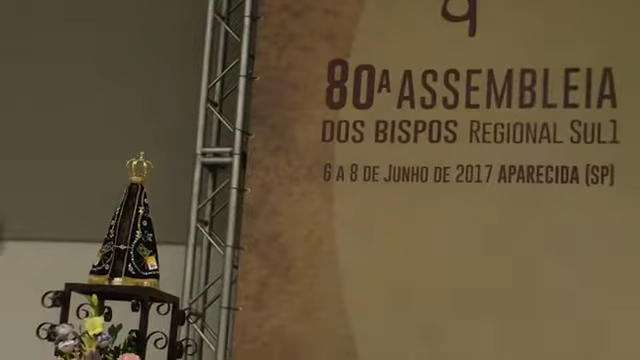 80ª ASSEMBLEIA
DOS BISPOS REGIONAL SUL1
6 A 8 DE JUNHO DE 2017 APARECIDA (SP)